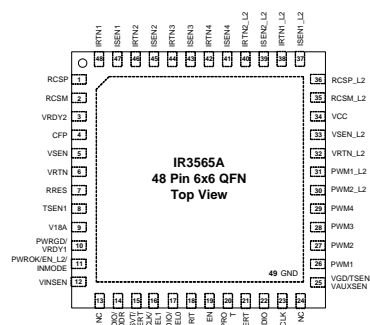 IRTN1
ISEN1
IRTN2
ISEN2
IRTN3
ISEN3
IRTN4
ISEN4
IRTN2_L2
ISEN2_L2
IRTN1_L2
ISEN1_L2
48 47 46 45 44 43 42 41 40 39 38 37
RCSP 1
RCSM 2
VRDY2 3
CFP 4
VSEN 5
VRTN 6
RRES 7
TSEN1 8
V18A 9
PWRGD/
VRDY1 10
PWROK/EN_L2/
INMODE 11
VINSEN 12
IR3565A
48 Pin 6x6 QFN
Top View
49 GND
36 RCSP_L2
35 RCSM_L2
34 VCC
33 VSEN_L2
32 VRTN_L2
31 PWM1_L2
30 PWM2_L2
29 PWM4
28 PWM3
27 PWM2
26 PWM1
25 VGD/TSEN
VAUXSEN
13 14 15 16 17 18 19 20 21 22 23 24
NC
EN
NC